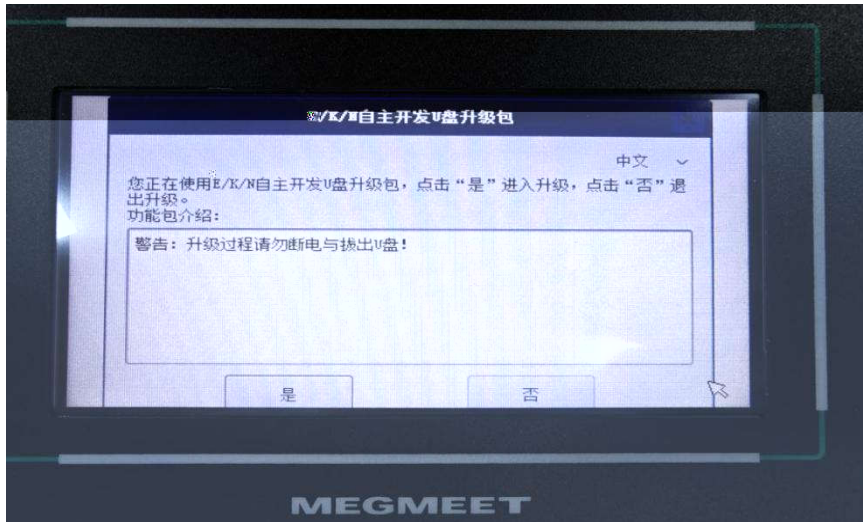 E/K/N自主开发U盘升级包
中文
您正在使用E/K/N自主开发U盘升级包，点击“是”进入升级，点击“否”退
出升级。
功能包介绍：
警告：升级过程请勿断电与拔出U盘！
是
否
MEGMEET